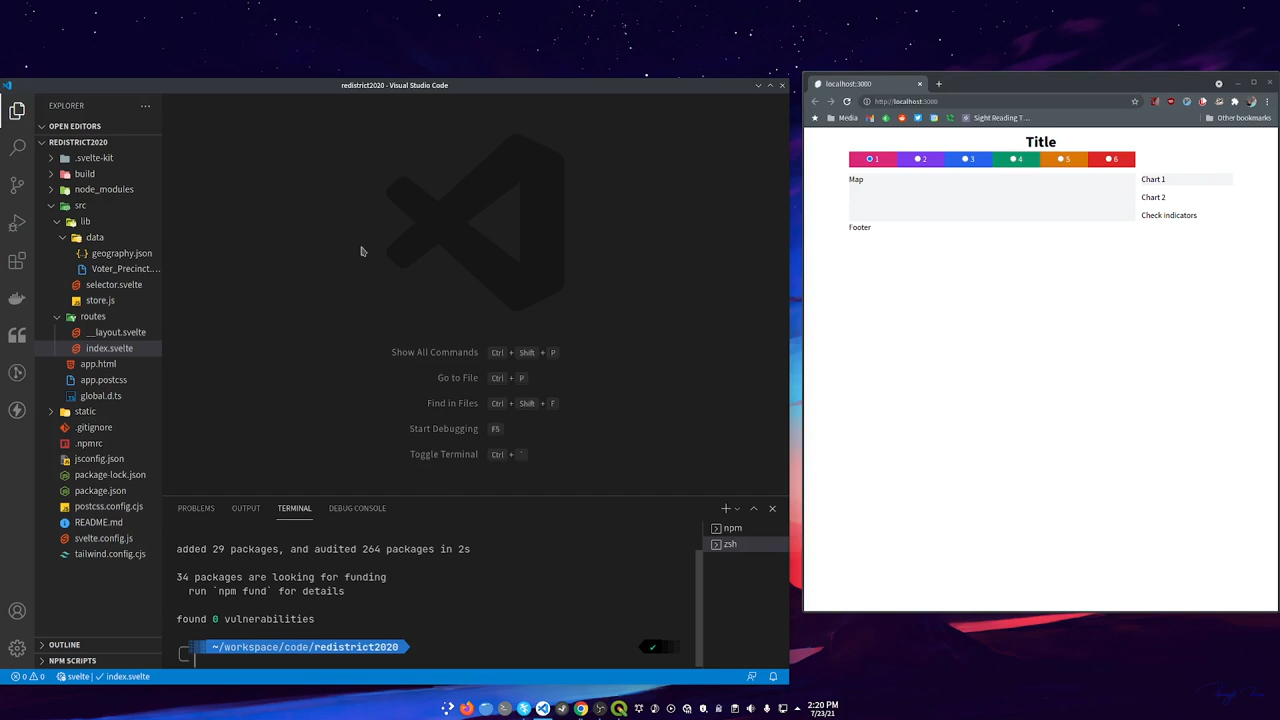 redistrict2020 - Visual Studio Code
EXPLORER
OPEN EDITORS
REDISTRICT2020
.svelte-kit
build
node_modules
src
lib
data
geography.json
Voter_Precinct....
selector.svelte
store.js
routes
__layout.svelte
index.svelte
app.html
app.postcss
global.d.ts
static
.gitignore
.npmrc
jsconfig.json
package-lock.json
package.json
postcss.config.cjs
README.md
svelte.config.js
tailwind.config.cjs
OUTLINE
NPM SCRIPTS
Show All Commands Ctrl + Shift + P
Go to File Ctrl + P
Find in Files Ctrl + Shift + F
Start Debugging F5
Toggle Terminal Ctrl + `
PROBLEMS OUTPUT TERMINAL DEBUG CONSOLE
added 29 packages, and audited 264 packages in 2s
34 packages are looking for funding
run `npm fund` for details
found 0 vulnerabilities
~/workspace/code/redistrict2020
npm
zsh
0 0 svelte | ✓ index.svelte
localhost:3000
http://localhost:3000
Media Sight Reading T... Other bookmarks
Title
1 2 3 4 5 6
Map
Chart 1
Chart 2
Check indicators
Footer
2:20 PM
7/23/21